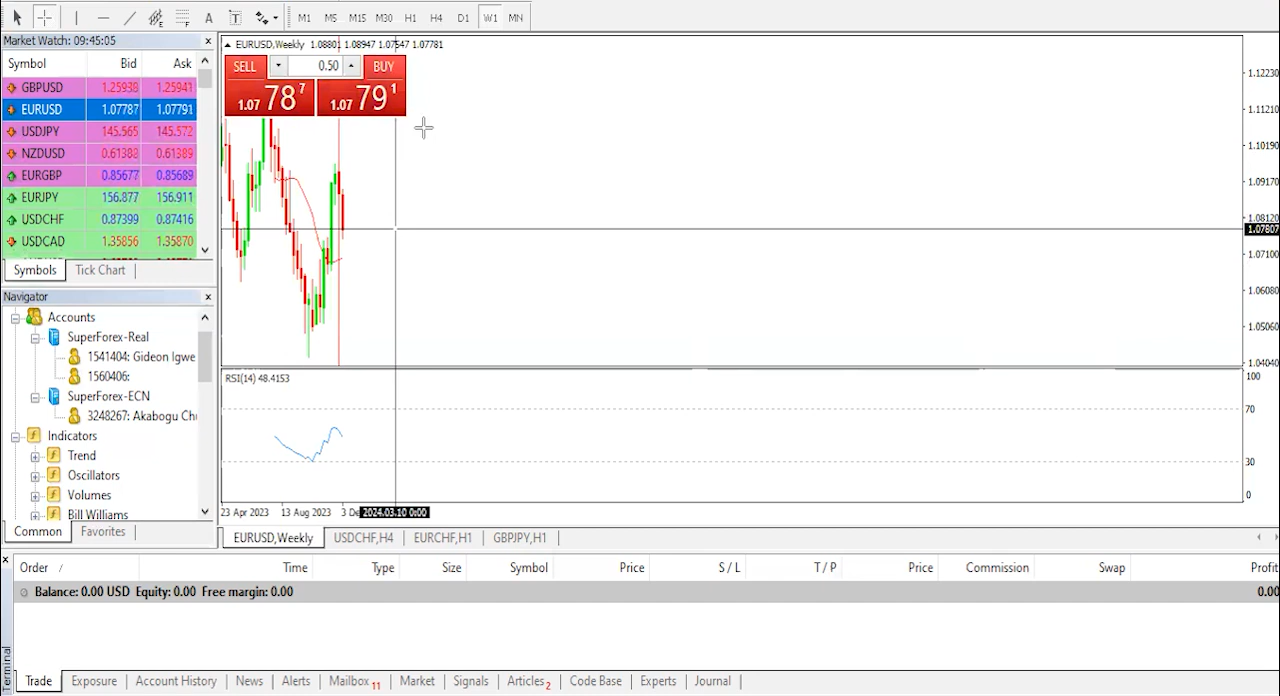 A T M1 M5 M15 M30 H1 H4 D1 W1 MN
Market Watch: 09:45:05
Symbol Bid Ask
GBPUSD 1.25938 1.25941
EURUSD 1.07787 1.07791
USDJPY 145.565 145.572
NZDUSD 0.61388 0.61389
EURGBP 0.85677 0.85689
EURJPY 156.877 156.911
USDCHF 0.87399 0.87416
USDCAD 1.35856 1.35870
Symbols Tick Chart
Navigator
Accounts
SuperForex-Real
1541404: Gideon Igwe
1560406:
SuperForex-ECN
3248267: Akabogu Ch
Indicators
Trend
Oscillators
Volumes
Bill Williams
Common Favorites
EURUSD,Weekly 1.08801 1.08947 1.07547 1.07781
SELL 0.50 BUY
1.07 78 7 1.07 79 1
1.12230
1.11210
1.10190
1.09170
1.08120
1.07807
1.07100
1.06080
1.05060
1.04040
RSI(14) 48.4153
100
70
30
0
23 Apr 2023 13 Aug 2023 3 De 2024.03.10 0:00
EURUSD,Weekly USDCHF,H4 EURCHF,H1 GBPJPY,H1
Order / Time Type Size Symbol Price S / L T / P Price Commission Swap Profit
Balance: 0.00 USD Equity: 0.00 Free margin: 0.00 0.00
Terminal
Trade Exposure Account History News Alerts Mailbox 11 Market Signals Articles 2 Code Base Experts Journal